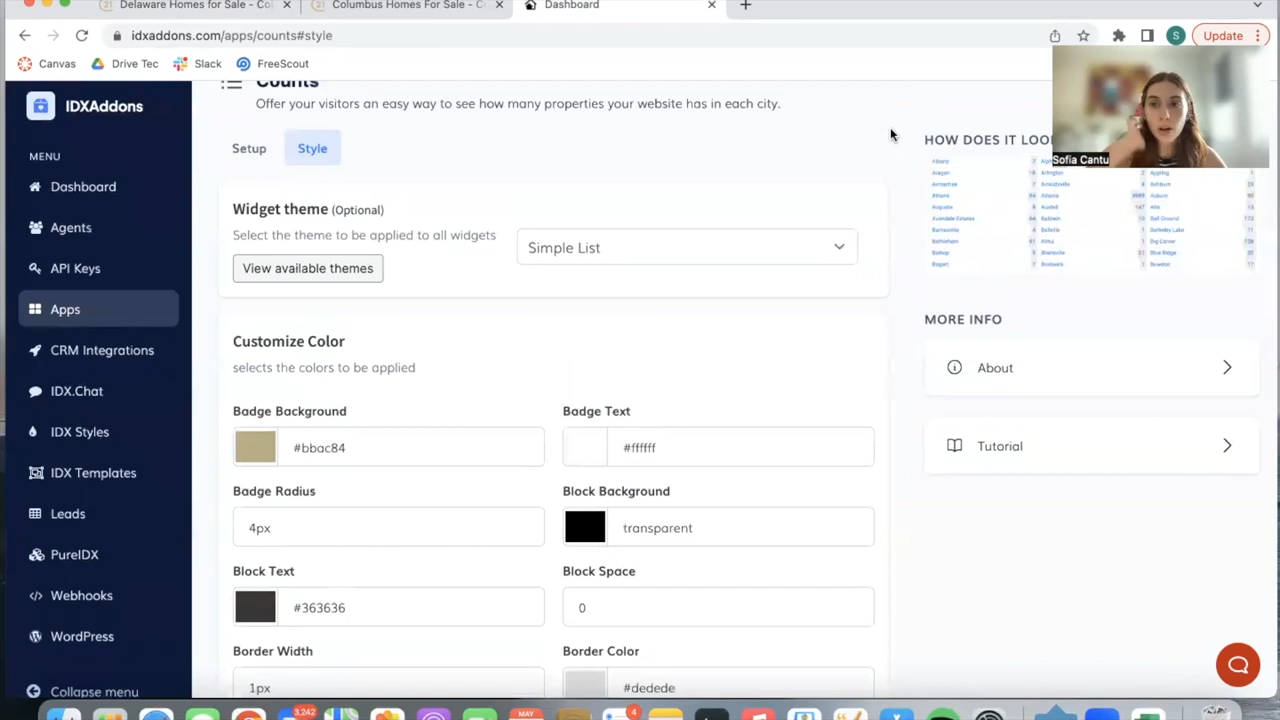 Delaware Homes for Sale - Col
Columbus Homes For Sale - C
Dashboard
idxaddons.com/apps/counts#style
S
Update
Canvas
Drive Tec
Slack
FreeScout
IDXAddons
Counts
Offer your visitors an easy way to see how many properties your website has in each city.
MENU
Dashboard
Agents
API Keys
Apps
CRM Integrations
IDX.Chat
IDX Styles
IDX Templates
Leads
PureIDX
Webhooks
WordPress
Collapse menu
Setup
Style
Widget theme (Optional)
Select the theme to be applied to all widgets
View available themes
Simple List
Customize Color
selects the colors to be applied
Badge Background
Badge Text
#bbac84
#ffffff
Badge Radius
Block Background
4px
transparent
Block Text
Block Space
#363636
0
Border Width
Border Color
1px
#dedede
HOW DOES IT LOO
Sofia Cantu
MORE INFO
About
Tutorial
3,242
MAY
4